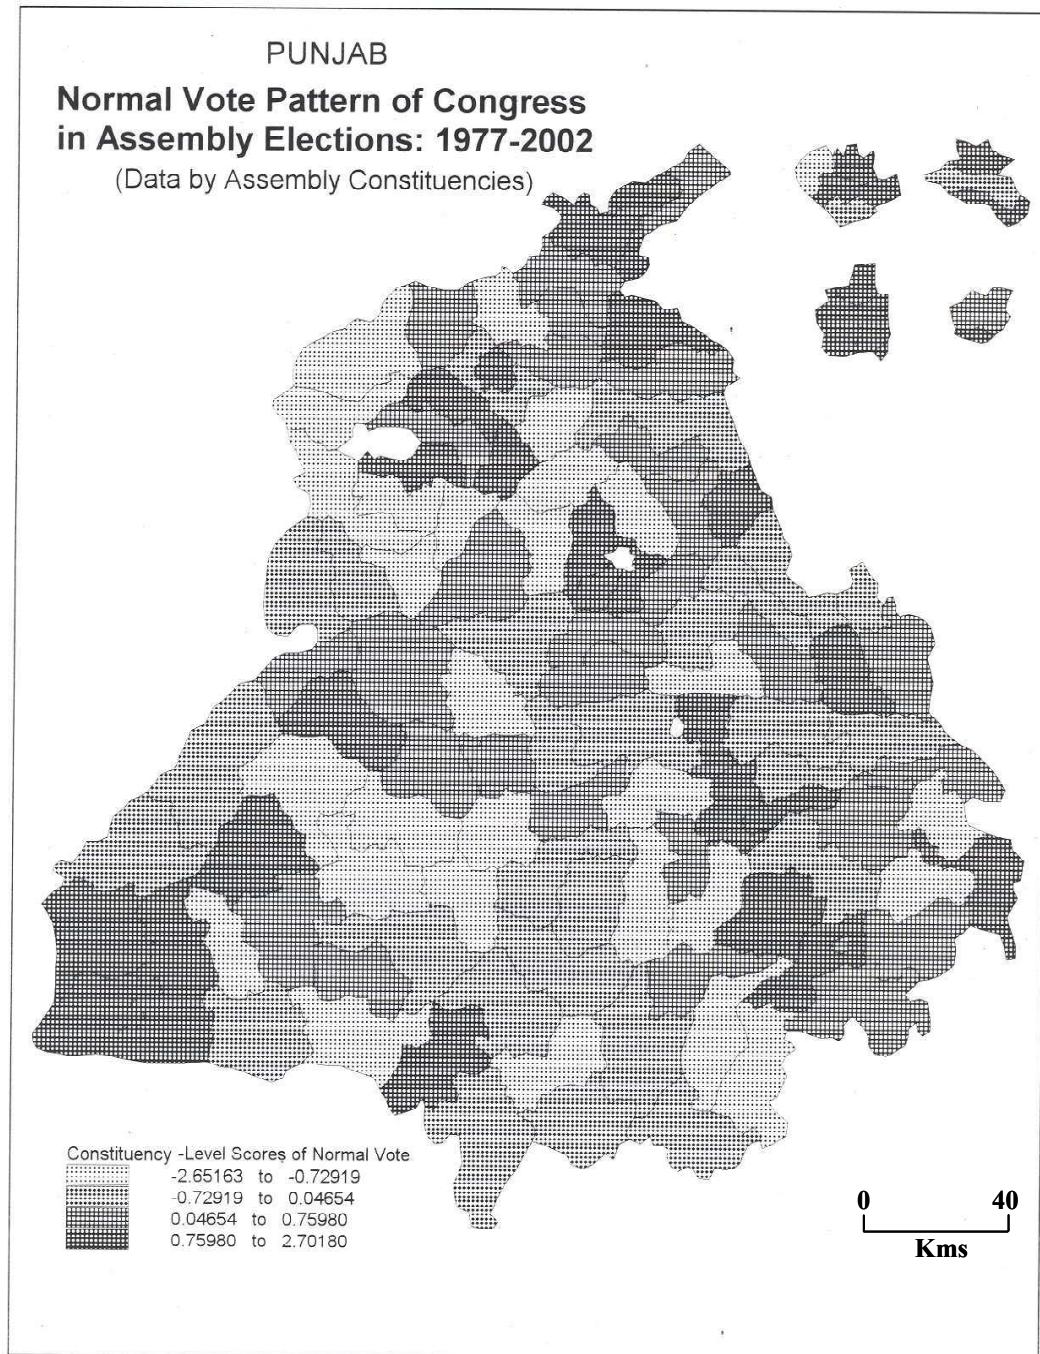 PUNJAB
Normal Vote Pattern of Congress
in Assembly Elections: 1977-2002
(Data by Assembly Constituencies)
Constituency -Level Scores of Normal Vote
-2.65163 to -0.72919
-0.72919 to 0.04654
0.04654 to 0.75980
0.75980 to 2.70180
0 40
Kms